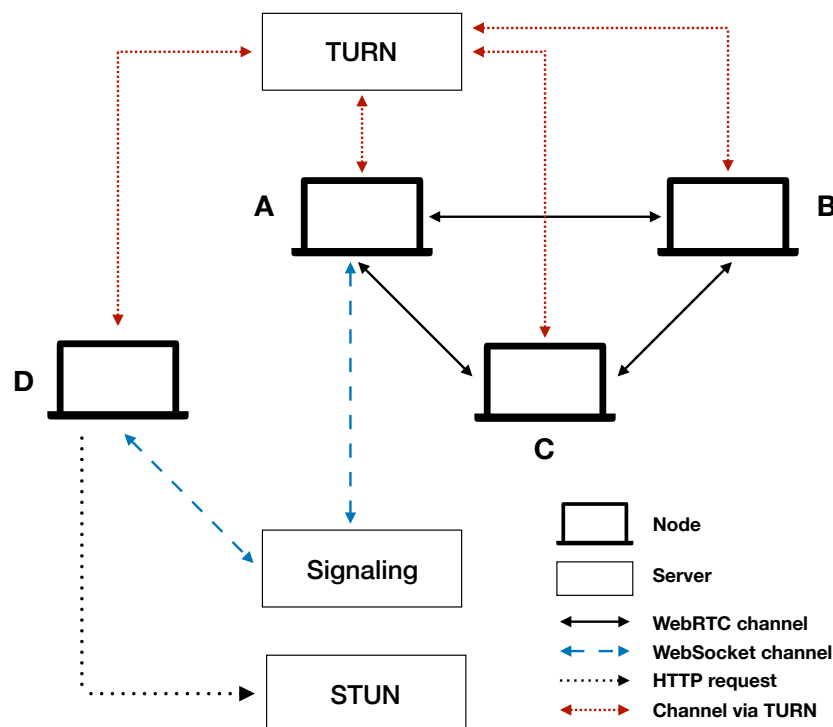 TURN
A
B
D
C
Signaling
STUN
Node
Server
WebRTC channel
WebSocket channel
HTTP request
Channel via TURN